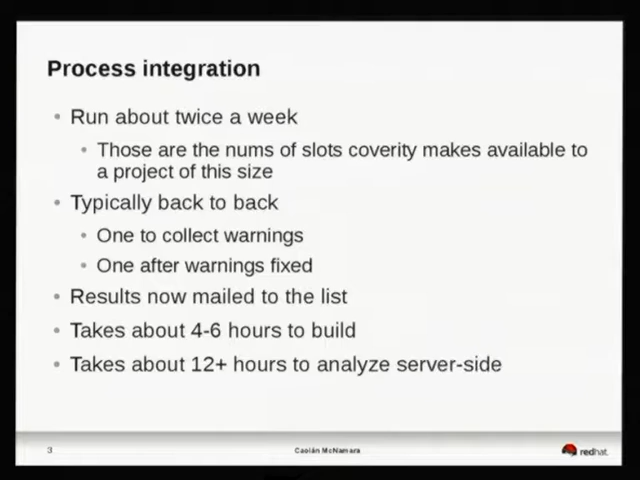 Process integration
Run about twice a week
Those are the nums of slots coverity makes available to
a project of this size
Typically back to back
One to collect warnings
One after warnings fixed
Results now mailed to the list
Takes about 4-6 hours to build
Takes about 12+ hours to analyze server-side
3
Caolán McNamara
redhat.